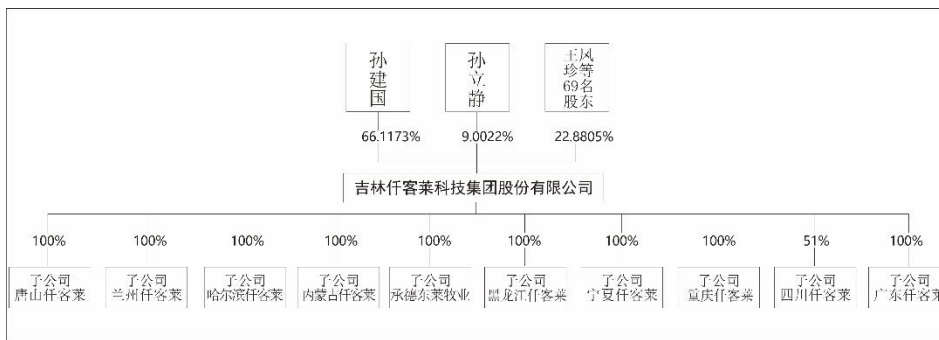 孙建国
孙立静
王凤珍等69名股东
66.1173%
9.0022%
22.8805%
吉林仟客莱科技集团股份有限公司
100%
100%
100%
100%
100%
100%
100%
100%
51%
100%
子公司
唐山仟客莱
子公司
兰州仟客莱
子公司
哈尔滨仟客莱
子公司
内蒙古仟客莱
子公司
承德东莱牧业
子公司
黑龙江仟客莱
子公司
宁夏仟客莱
子公司
重庆仟客莱
子公司
四川仟客莱
子公司
广东仟客莱